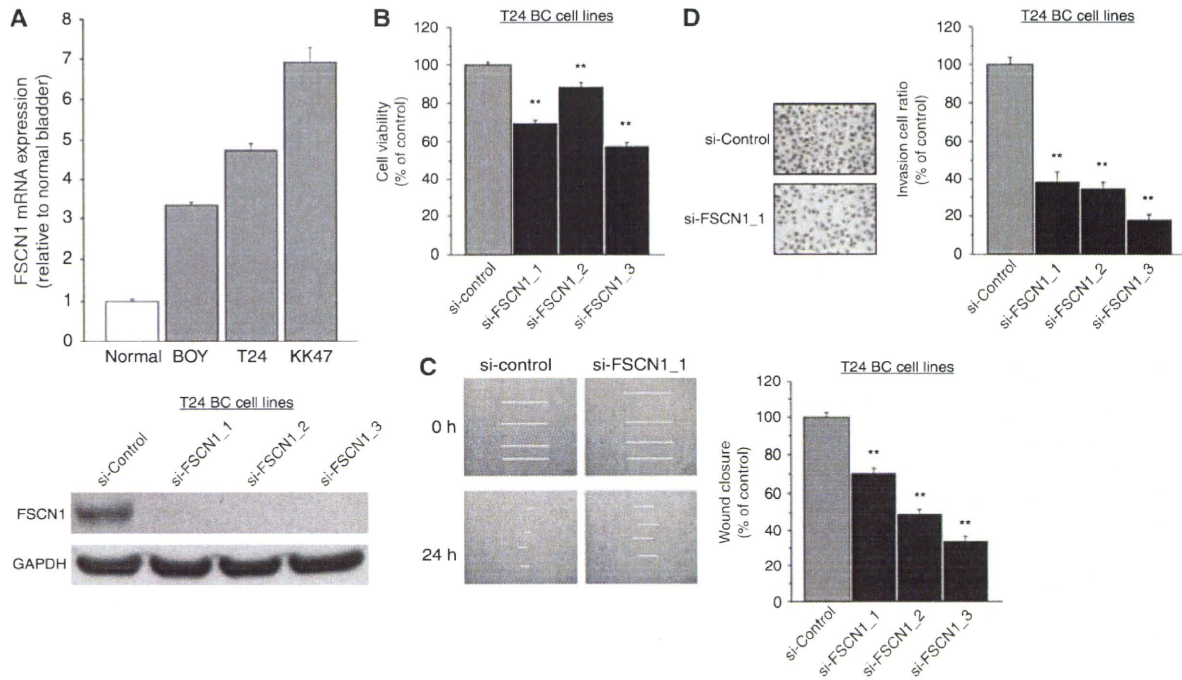 A
FSCN1 mRNA expression
(relative to normal bladder)
8
7
6
5
4
3
2
1
0
Normal BOY T24 KK47
T24 BC cell lines
si-Control
si-FSCN1_1
si-FSCN1_2
si-FSCN1_3
FSCN1
GAPDH
B
T24 BC cell lines
Cell viability
(% of control)
120
100
80
60
40
20
0
**
**
**
si-control
si-FSCN1_1
si-FSCN1_2
si-FSCN1_3
D
si-Control
si-FSCN1_1
T24 BC cell lines
Invasion cell ratio
(% of control)
120
100
80
60
40
20
0
**
**
**
si-Control
si-FSCN1_1
si-FSCN1_2
si-FSCN1_3
C
si-control si-FSCN1_1
0 h
24 h
T24 BC cell lines
Wound closure
(% of control)
120
100
80
60
40
20
0
**
**
**
si-Control
si-FSCN1_1
si-FSCN1_2
si-FSCN1_3